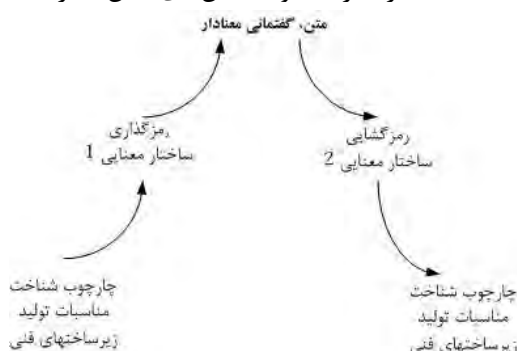 متن، گفتمانی معنادار
رمزگذاری
ساختار معنایی 1
رمزگشایی
ساختار معنایی 2
چارچوب شناخت
مناسبات تولید
زیرساختهای فنی
چارچوب شناخت
مناسبات تولید
زیرساختهای فنی